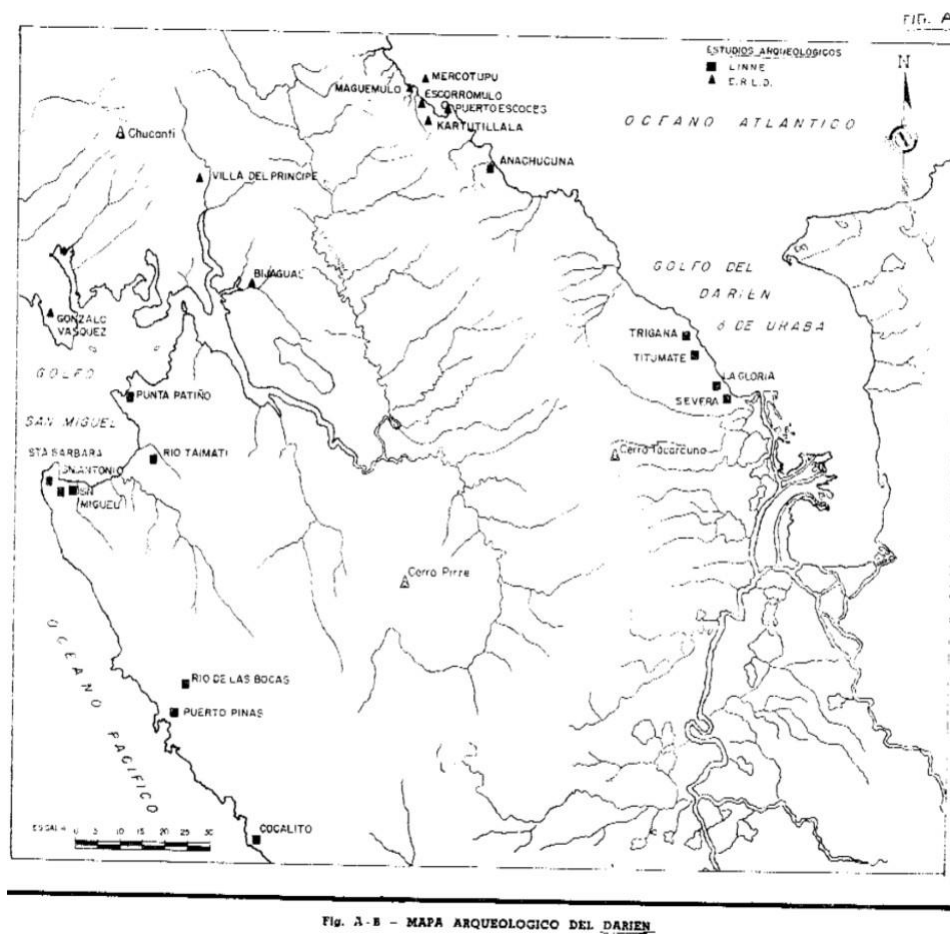 FIG. A
ESTUDIOS ARQUEOLOGICOS
LINNE
E.R.L.D.
N
MERCOTUPU
MAGUEMULO
ESCORROMULO
PUERTO ESCOCES
KARTUTILLALA
OCEANO ATLANTICO
Chucanti
ANACHUCUNA
VILLA DEL PRINCIPE
BIJAGUAL
GOLFO DEL
DARIEN
ó DE URABA
GONZALO
VASQUEZ
TRIGANA
TITUMATE
GOLFO
LA GLORIA
PUNTA PATIÑO
SEVERA
SAN MIGUEL
STA BARBARA
RIO TAIMATI
Cerro Tacarcuna
SN. ANTONIO
SN
MIGUEL
Cerro Pirre
OCEANO PACIFICO
RIO DE LAS BOCAS
PUERTO PINAS
ESCALA 0 5 10 15 20 25 30
COCALITO
Fig. A-B - MAPA ARQUEOLOGICO DEL DARIEN